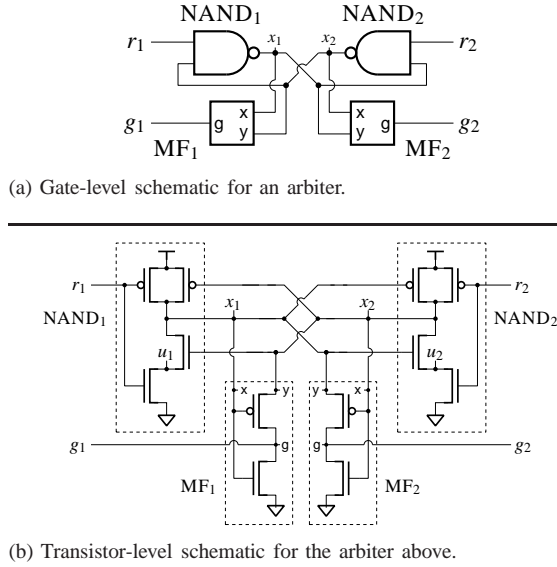 NAND₁ NAND₂
r₁ x₁ x₂ r₂
g₁ g x y x y g g₂
MF₁ MF₂
(a) Gate-level schematic for an arbiter.
r₁ x₁ x₂ r₂
NAND₁ NAND₂
u₁ u₂
x y y x
g₁ g g g₂
MF₁ MF₂
(b) Transistor-level schematic for the arbiter above.